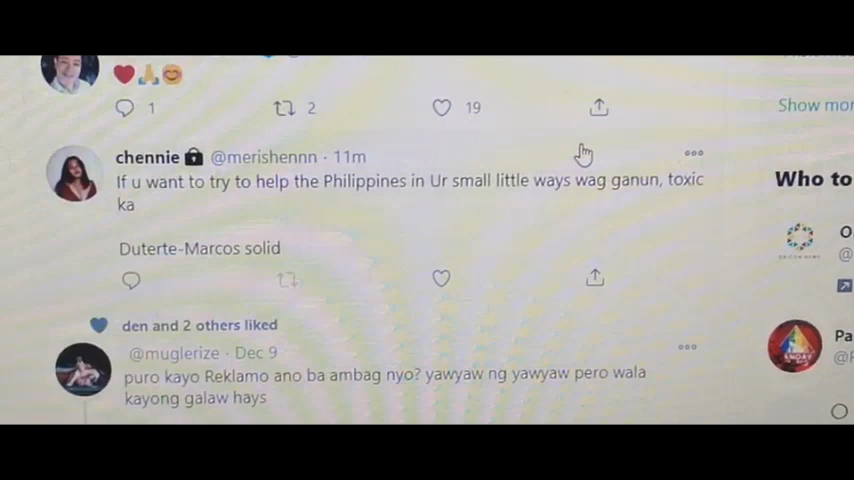 1 2 19
Show mor
chennie @merishennn · 11m
If u want to try to help the Philippines in Ur small little ways wag ganun, toxic
ka
Duterte-Marcos solid
Who to
O
@
den and 2 others liked
@muglerize · Dec 9
puro kayo Reklamo ano ba ambag nyo? yawyaw ng yawyaw pero wala
kayong galaw hays
Pa
@F